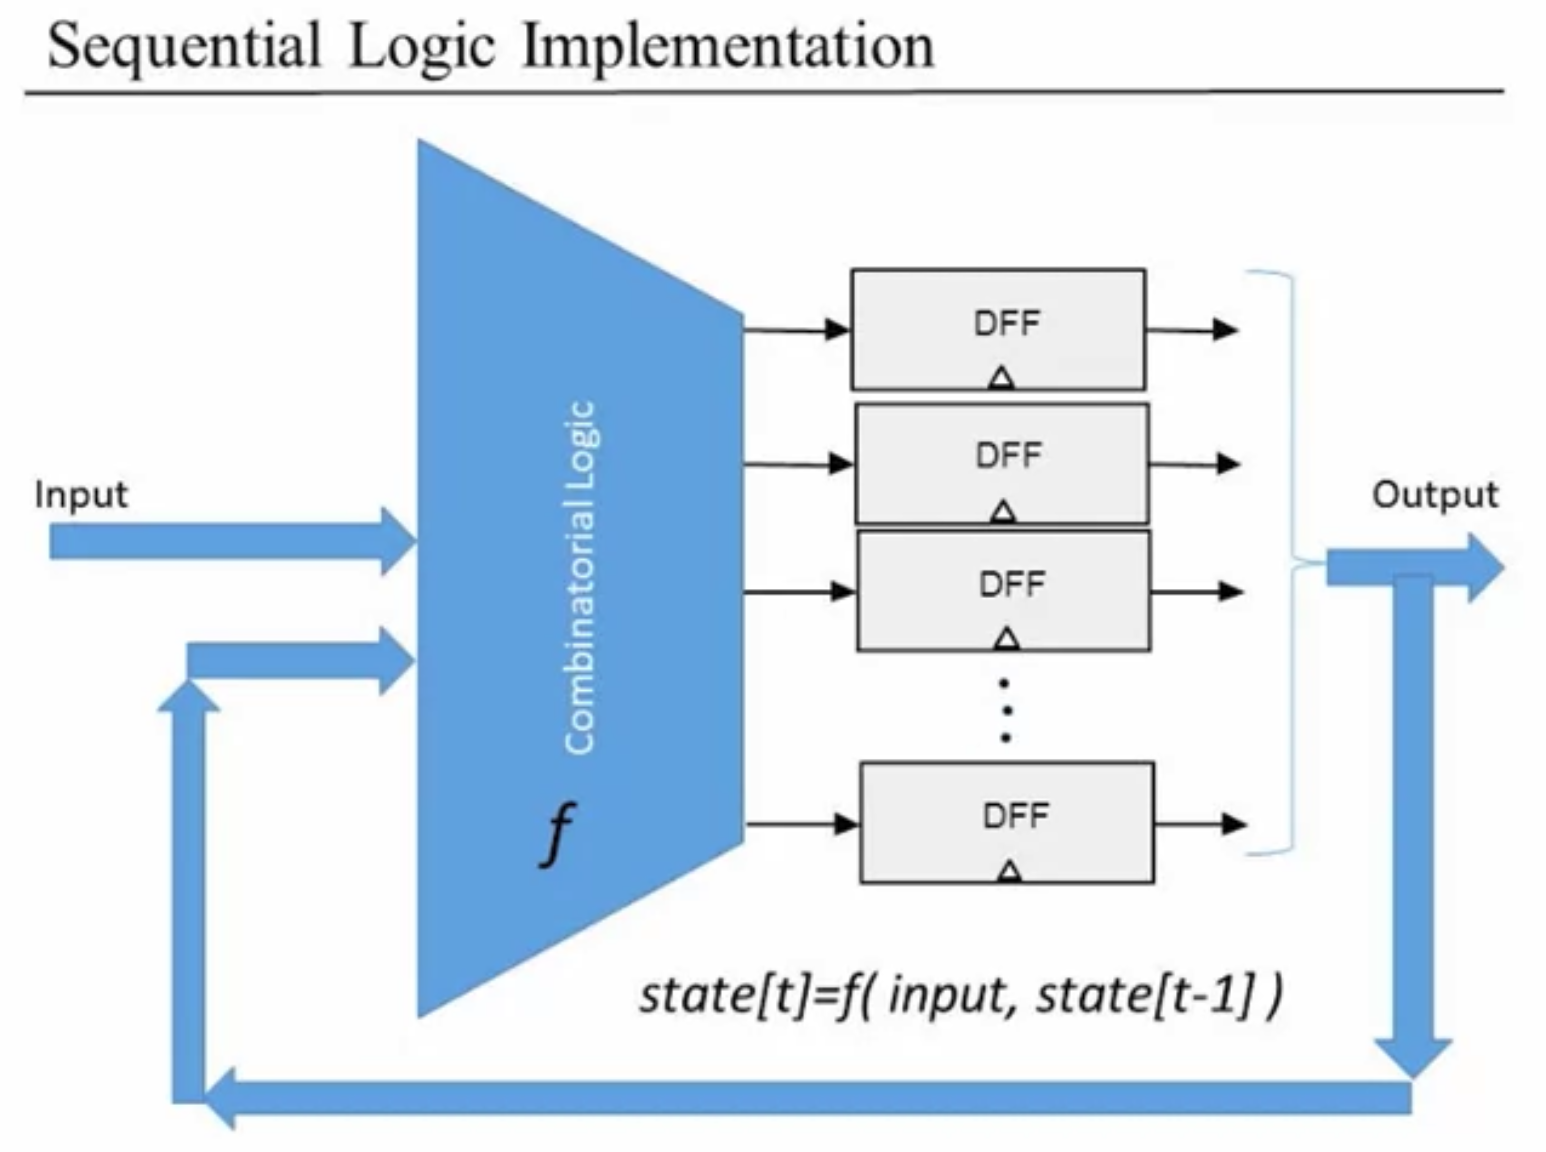 Sequential Logic Implementation
Input
Combinatorial Logic
f
DFF
DFF
DFF
DFF
Output
state[t]=f( input, state[t-1] )